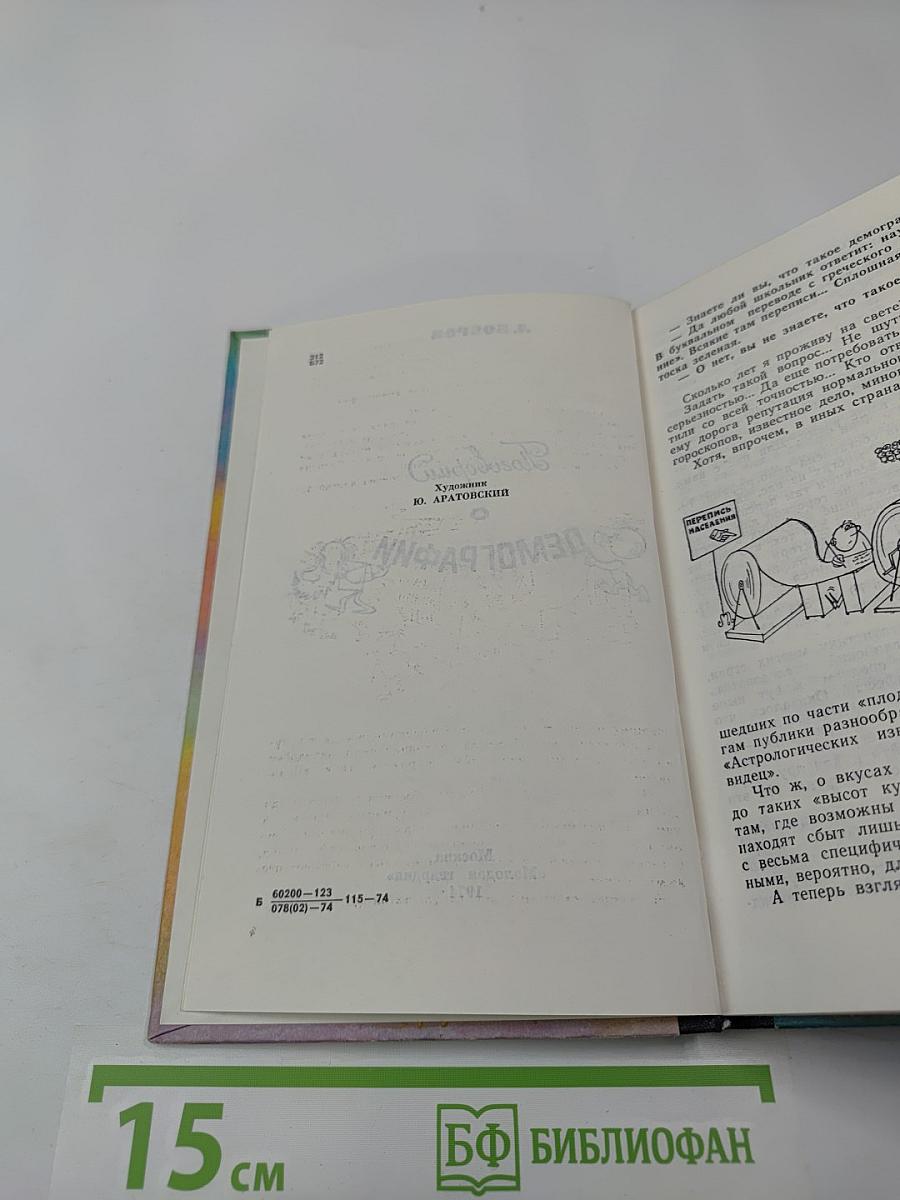 312
Б72
Художник
Ю. АРАТОВСКИЙ
Б 60200—123
078(02)—74 115—74
— Знаете ли вы, что такое демогра
— Да любой школьник ответит: нау
В буквальном переводе с греческого
ние». Всякие там переписи... Сплошная
тоска зеленая.
— О нет, вы не знаете, что такое
Сколько лет я проживу на свете
Задать такой вопрос... Не шут
серьезностью... Да еще потребовать
тили со всей точностью... Кто отв
ему дорога репутация нормально
гороскопов, известное дело, мино
Хотя, впрочем, в иных страна
ПЕРЕПИСЬ
НАСЕЛЕНИЯ
шедших по части «плод
гам публики разнообра
«Астрологических изв
видец».
Что ж, о вкусах
до таких «высот ку
там, где возможны
находят сбыт лишь
с весьма специфич
ными, вероятно, дл
А теперь взгля
15 см
БФ БИБЛИОФАН